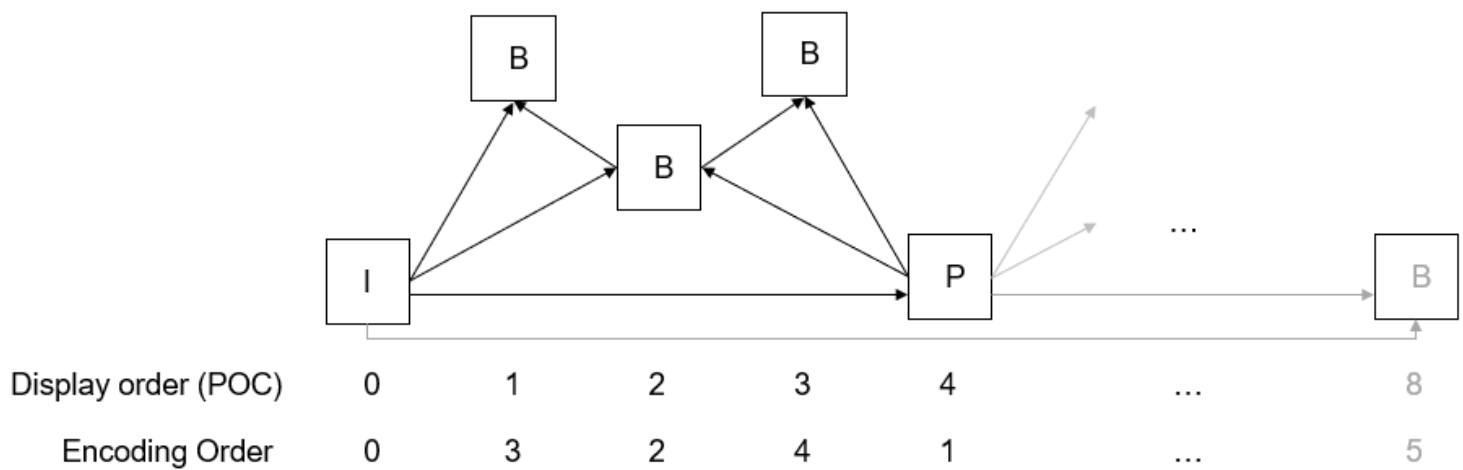 B B
B
...
I P B
Display order (POC) 0 1 2 3 4 ... 8
Encoding Order 0 3 2 4 1 ... 5